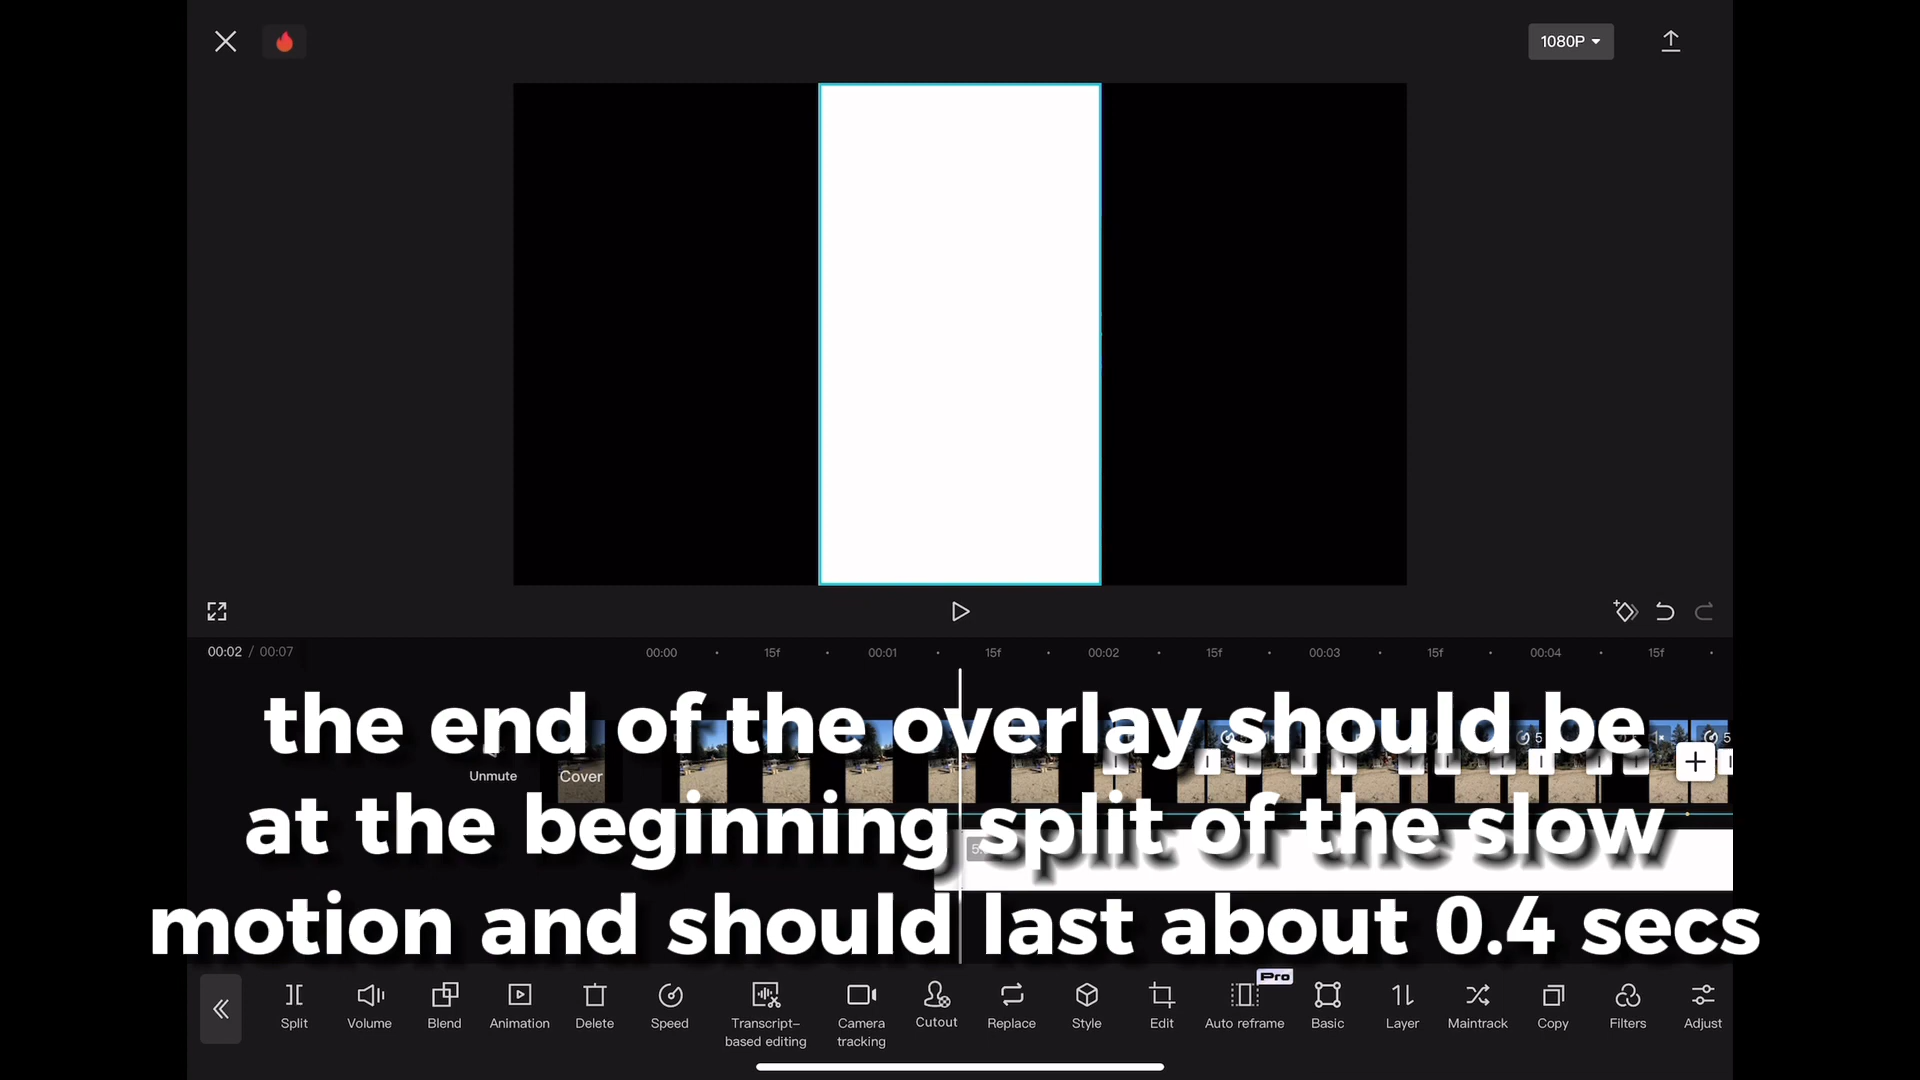 1080P
00:02 / 00:07
00:00 15f 00:01 15f 00:02 15f 00:03 15f 00:04 15f
the end of the overlay should be
Unmute
Cover
at the beginning split of the slow
motion and should last about 0.4 secs
Pro
Split Volume Blend Animation Delete Speed Transcript- Camera Cutout Replace Style Edit Auto reframe Basic Layer Maintrack Copy Filters Adjust
based editing tracking